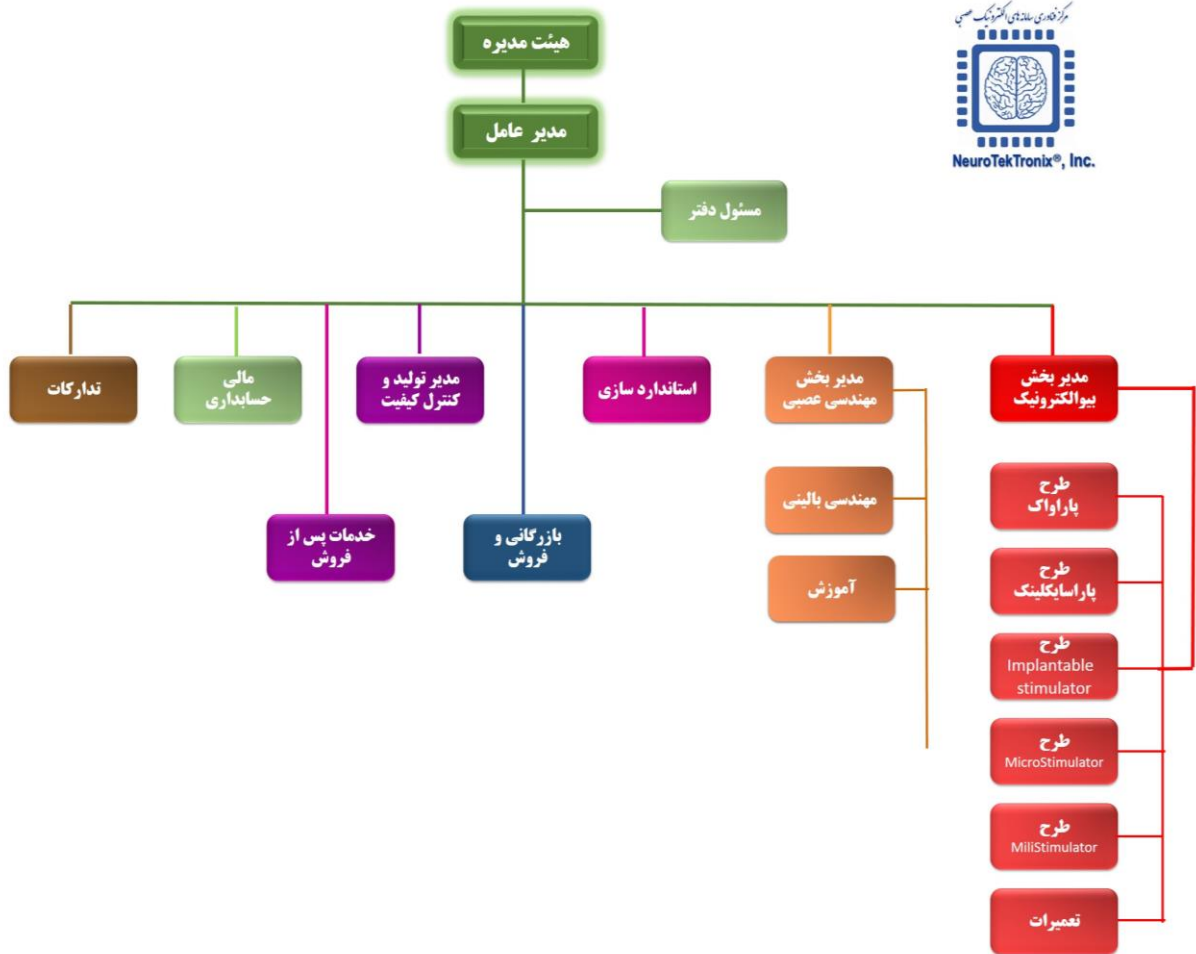 مرکز فناوری سامانه‌های الکترونیک عصبی
NeuroTekTronix®, Inc.
هیئت مدیره
مدیر عامل
مسئول دفتر
مدیر بخش
بیوالکترونیک
مدیر بخش
مهندسی عصبی
استاندارد سازی
مدیر تولید و
کنترل کیفیت
مالی
حسابداری
تدارکات
بازرگانی و
فروش
خدمات پس از
فروش
مهندسی بالینی
آموزش
طرح
پاراواک
طرح
پاراسایکلینک
طرح
Implantable
stimulator
طرح
MicroStimulator
طرح
MiliStimulator
تعمیرات